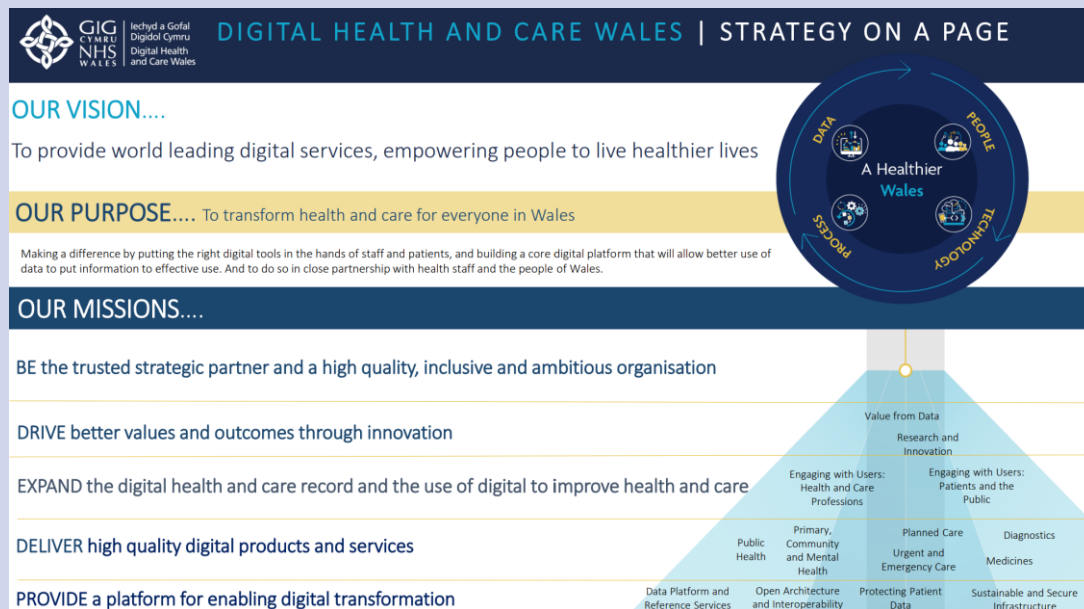 GIG
CYMRU
NHS
WALES
Iechyd a Gofal
Digidol Cymru
Digital Health
and Care Wales
DIGITAL HEALTH AND CARE WALES | STRATEGY ON A PAGE
OUR VISION....
To provide world leading digital services, empowering people to live healthier lives
DATA
PEOPLE
A Healthier
Wales
PROCESS
TECHNOLOGY
OUR PURPOSE.... To transform health and care for everyone in Wales
Making a difference by putting the right digital tools in the hands of staff and patients, and building a core digital platform that will allow better use of
data to put information to effective use. And to do so in close partnership with health staff and the people of Wales.
OUR MISSIONS....
BE the trusted strategic partner and a high quality, inclusive and ambitious organisation
DRIVE better values and outcomes through innovation
Value from Data
Research and
Innovation
EXPAND the digital health and care record and the use of digital to improve health and care
Engaging with Users:
Health and Care
Professions
Engaging with Users:
Patients and the
Public
DELIVER high quality digital products and services
Public
Health
Primary,
Community
and Mental
Health
Planned Care
Urgent and
Emergency Care
Diagnostics
Medicines
PROVIDE a platform for enabling digital transformation
Data Platform and
Reference Services
Open Architecture
and Interoperability
Protecting Patient
Data
Sustainable and Secure
Infrastructure